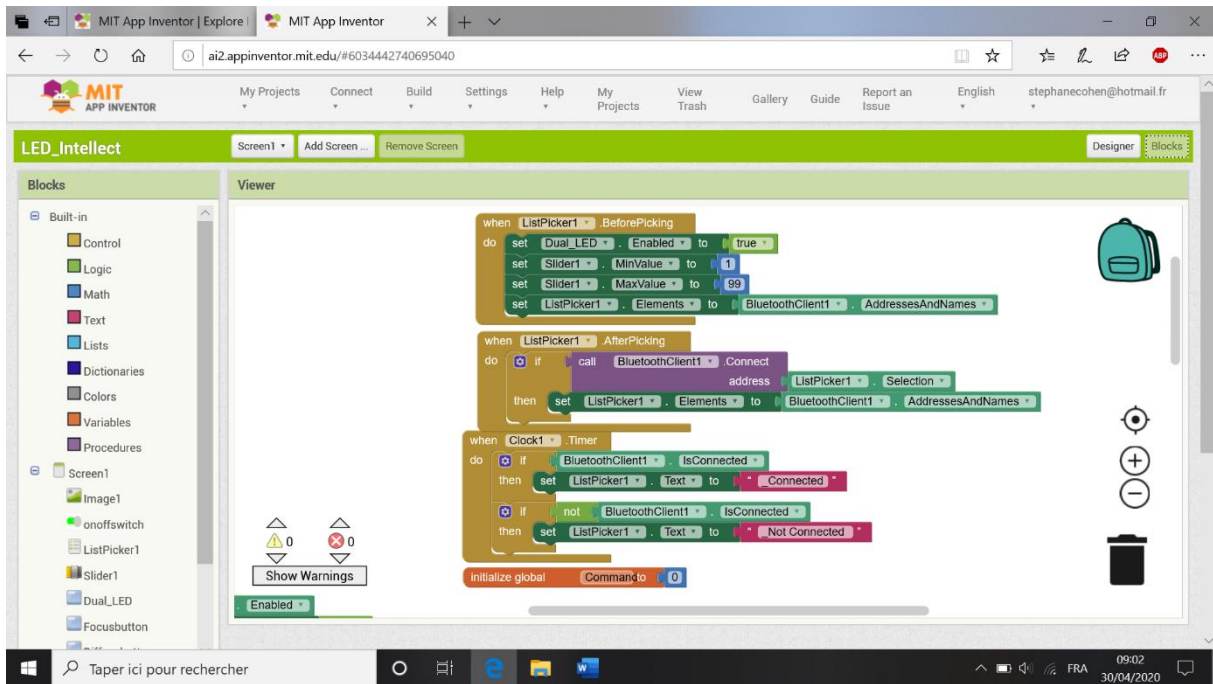 MIT App Inventor | Explore
MIT App Inventor
ai2.appinventor.mit.edu/#6034442740695040
ABP
MIT
APP INVENTOR
My Projects
Connect
Build
Settings
Help
My Projects
View Trash
Gallery
Guide
Report an Issue
English
stephanecohen@hotmail.fr
LED_Intellect
Screen1
Add Screen ...
Remove Screen
Designer
Blocks
Blocks
Viewer
Built-in
Control
Logic
Math
Text
Lists
Dictionaries
Colors
Variables
Procedures
Screen1
Image1
onoffswitch
ListPicker1
Slider1
Dual_LED
Focusbutton
when ListPicker1 .BeforePicking
do set Dual_LED . Enabled to true
set Slider1 . MinValue to 1
set Slider1 . MaxValue to 99
set ListPicker1 . Elements to BluetoothClient1 . AddressesAndNames
when ListPicker1 .AfterPicking
do if call BluetoothClient1 .Connect
address ListPicker1 . Selection
then set ListPicker1 . Elements to BluetoothClient1 . AddressesAndNames
when Clock1 .Timer
do if BluetoothClient1 . IsConnected
then set ListPicker1 . Text to " _Connected "
if not BluetoothClient1 . IsConnected
then set ListPicker1 . Text to " _Not Connected "
initialize global Command to 0
0
0
Show Warnings
. Enabled
Taper ici pour rechercher
FRA
09:02
30/04/2020